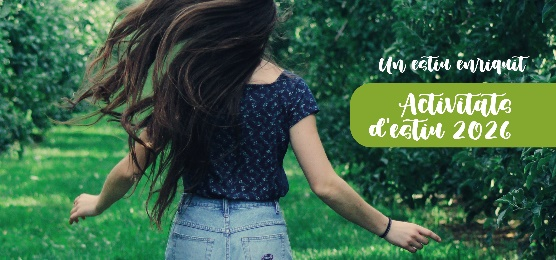 Un estiu enriquit
Activitats
d'estiu 2026